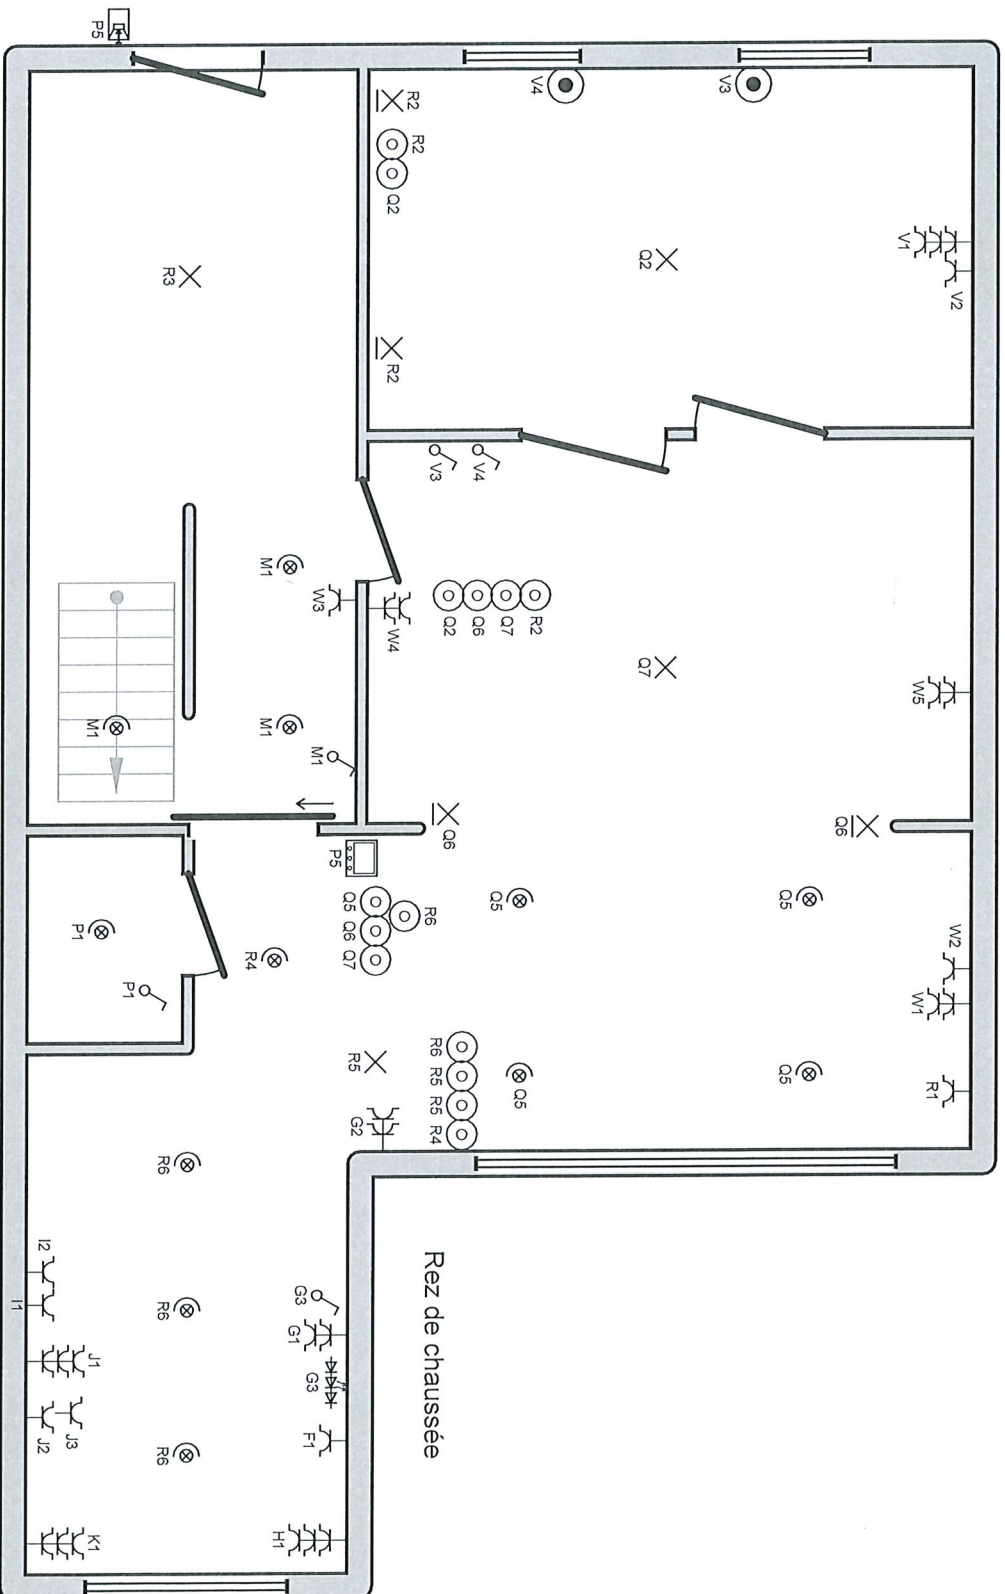 P5
V4
V3
R2
R2
Q2
V1
V2
Q2
R3
R2
V3
V4
M1
W3
W4
Q2
Q6
Q7
R2
Q7
W5
M1
M1
M1
Q6
Q6
P5
Q5
Q6
Q7
R6
Q5
Q5
W2
W1
P1
R4
P1
R5
R6
R5
R5
R4
Q5
Q5
R1
G2
R6
Rez de chaussée
I2
I1
G3
R6
G1
J1
G3
J2
J3
F1
R6
K1
H1